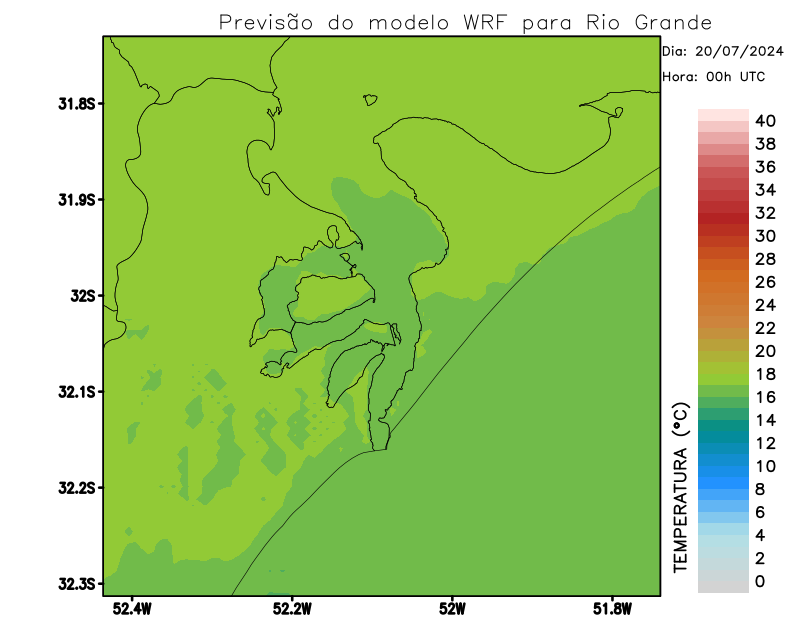 Previsão do modelo WRF para Rio Grande
Dia: 20/07/2024
Hora: 00h UTC
31.8S
31.9S
32S
32.1S
32.2S
32.3S
52.4W 52.2W 52W 51.8W
TEMPERATURA (°C)
40
38
36
34
32
30
28
26
24
22
20
18
16
14
12
10
8
6
4
2
0